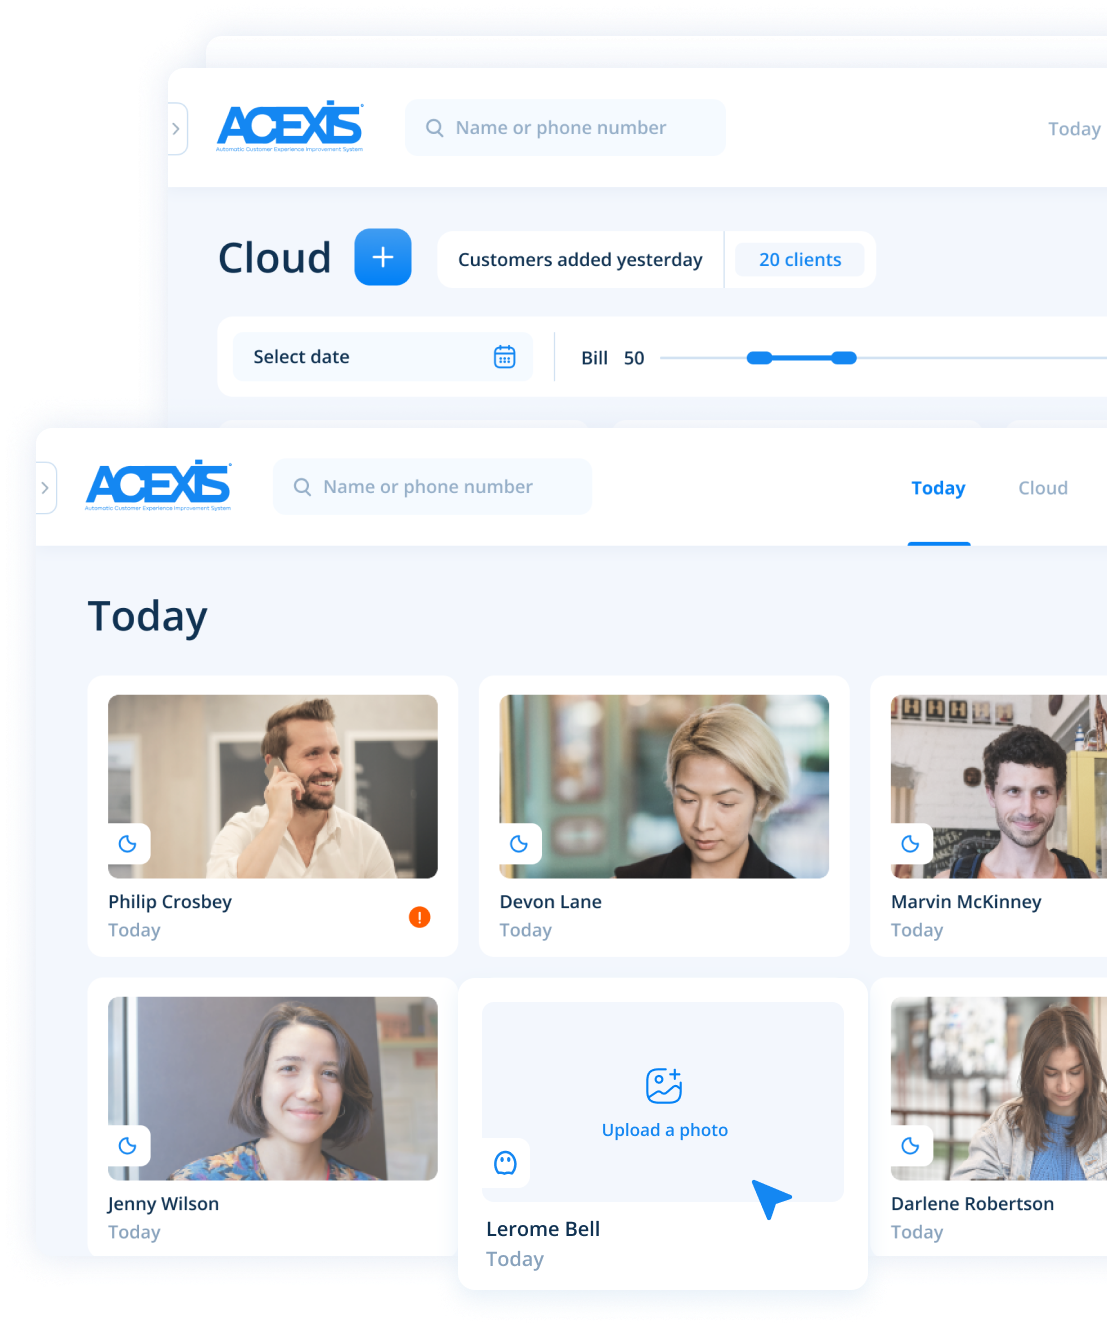 ACEXIS
Automatic Customer Experience Improvement System
Name or phone number
Today
Cloud
Customers added yesterday
20 clients
Select date
Bill 50
ACEXIS
Automatic Customer Experience Improvement System
Name or phone number
Today
Cloud
Today
Philip Crosbey
Today
!
Devon Lane
Today
Marvin McKinney
Today
Jenny Wilson
Today
Upload a photo
Lerome Bell
Today
Darlene Robertson
Today